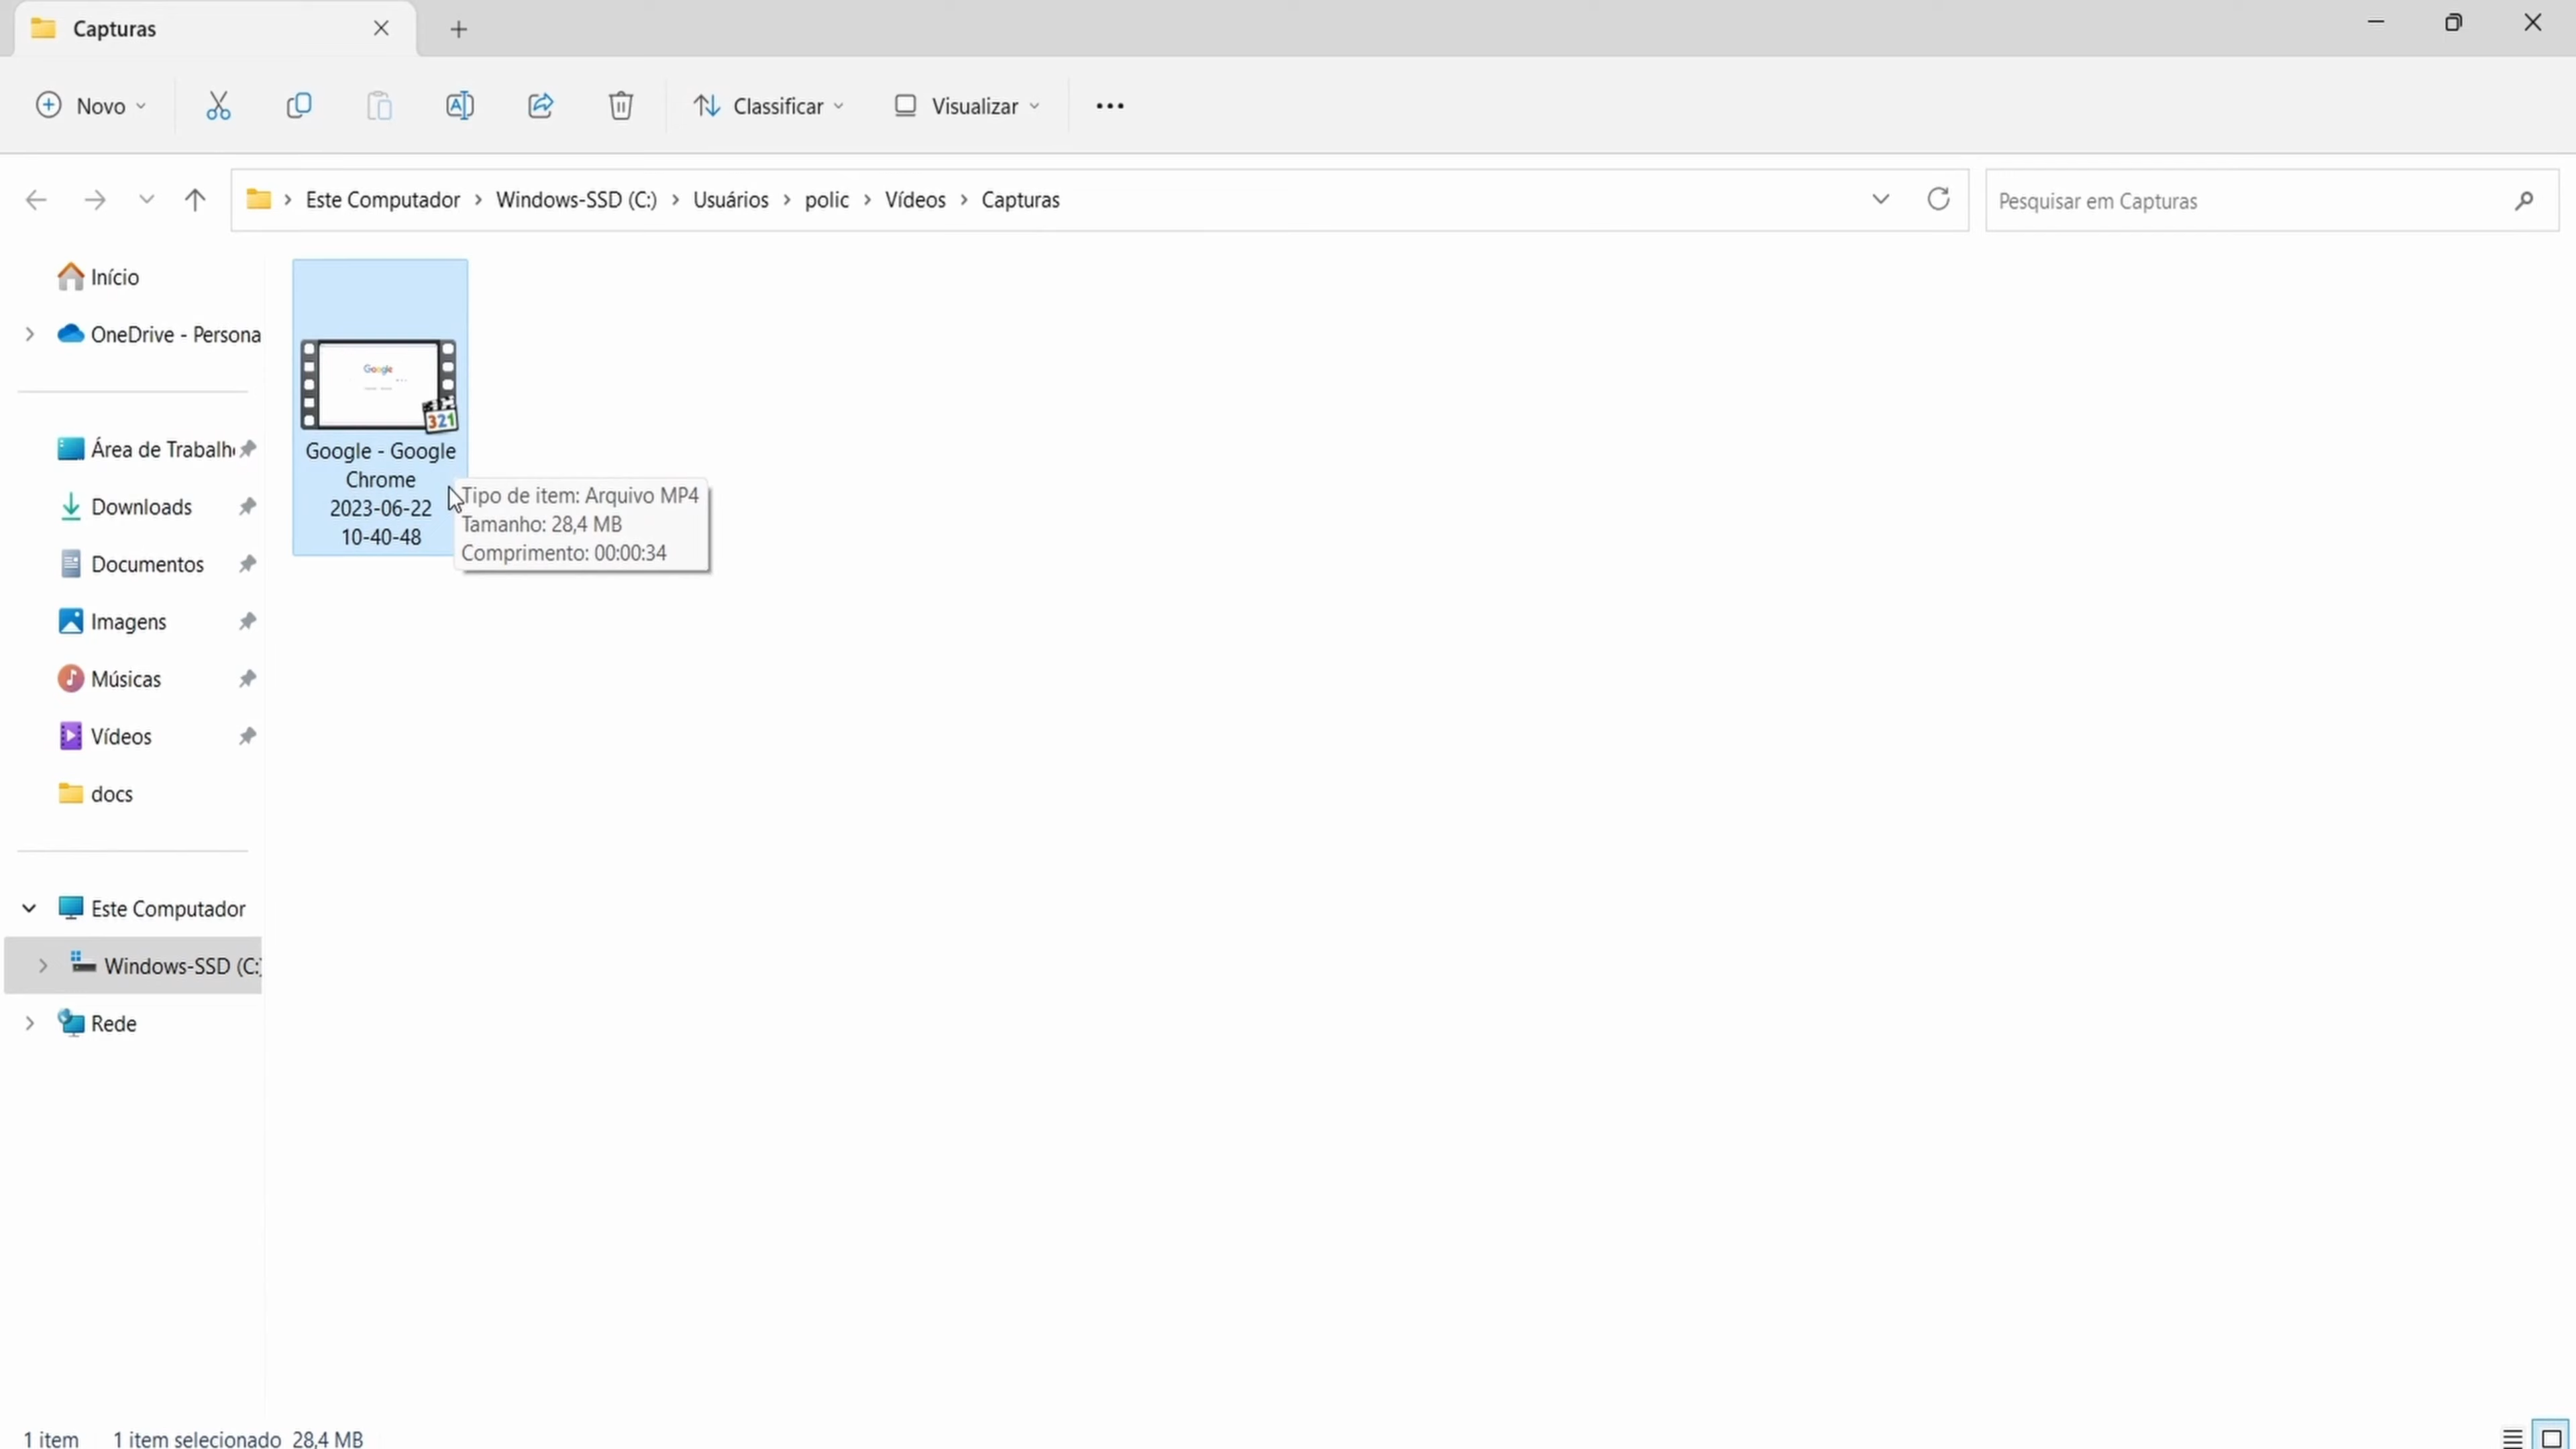 Capturas
Novo
Classificar
Visualizar
Este Computador
Windows-SSD (C:)
Usuários
polic
Vídeos
Capturas
Pesquisar em Capturas
Início
OneDrive - Persona
Área de Trabalh
Downloads
Documentos
Imagens
Músicas
Vídeos
docs
Este Computador
Windows-SSD (C:)
Rede
Google
321
Google - Google
Chrome
2023-06-22
10-40-48
Tipo de item: Arquivo MP4
Tamanho: 28,4 MB
Comprimento: 00:00:34
1 item
1 item selecionado 28,4 MB